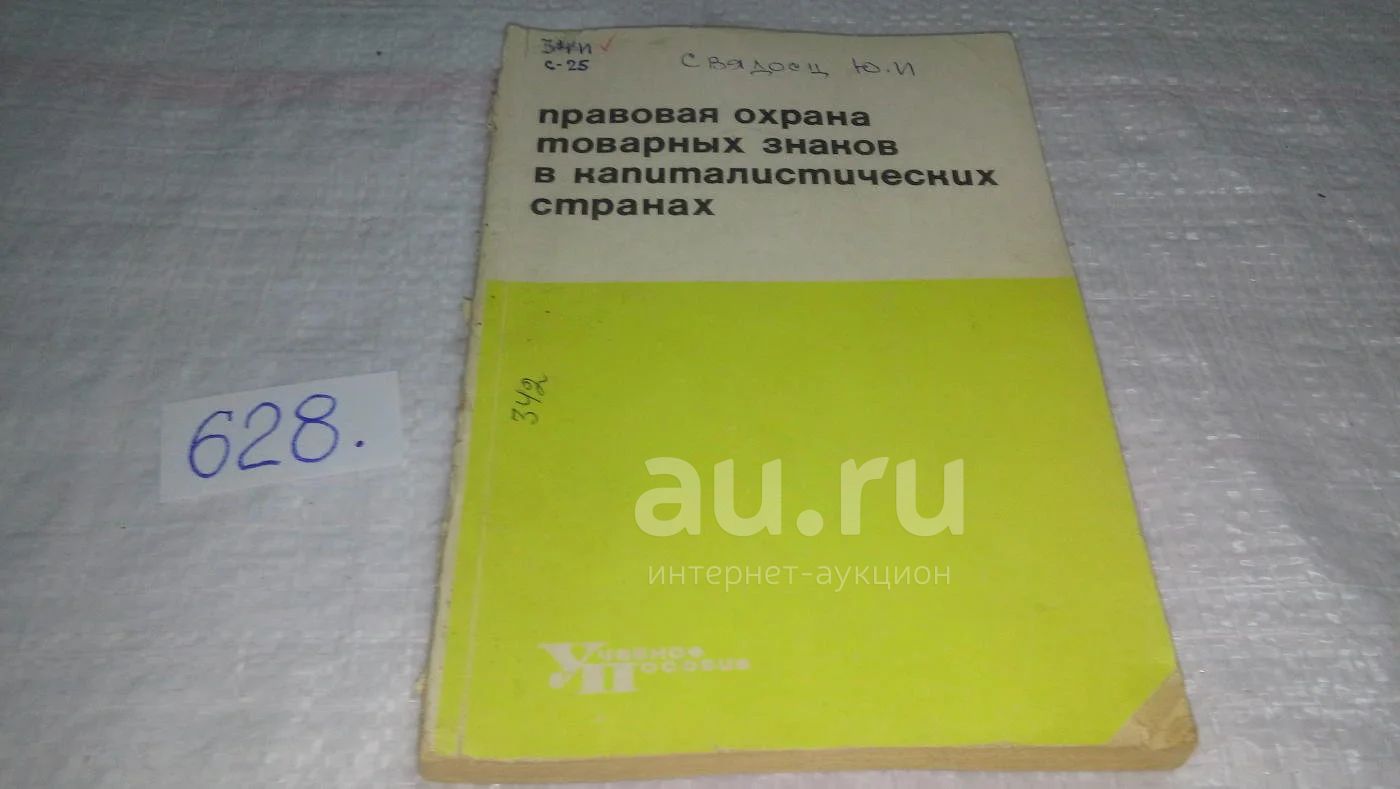 С-25
Свядосц Ю.И
правовая охрана
товарных знаков
в капиталистических
странах
342
628.
au.ru
интернет-аукцион
Учебное
Пособие